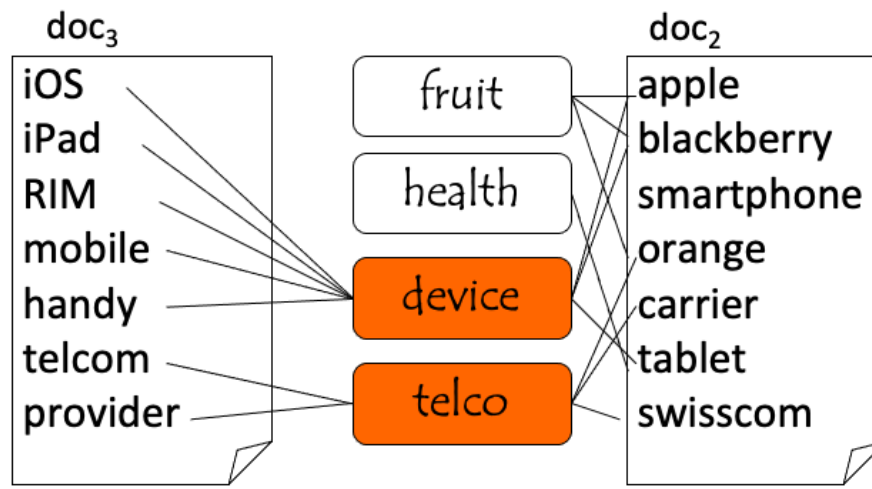 doc₃
iOS
iPad
RIM
mobile
handy
telcom
provider
fruit
health
device
telco
doc₂
apple
blackberry
smartphone
orange
carrier
tablet
swisscom